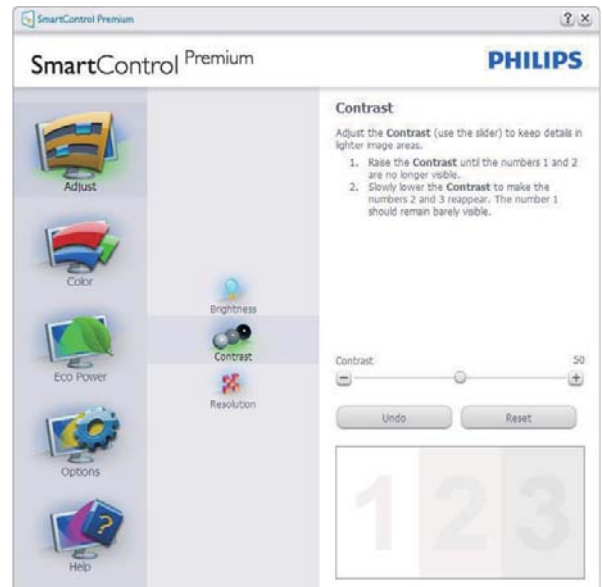 SmartControl Premium
? ×
SmartControl Premium
PHILIPS
Adjust
Color
Eco Power
Options
Help
Brightness
Contrast
Resolution
Contrast
Adjust the Contrast (use the slider) to keep details in
lighter image areas.
1. Raise the Contrast until the numbers 1 and 2
are no longer visible.
2. Slowly lower the Contrast to make the
numbers 2 and 3 reappear. The number 1
should remain barely visible.
Contrast 50
Undo Reset
1 2 3